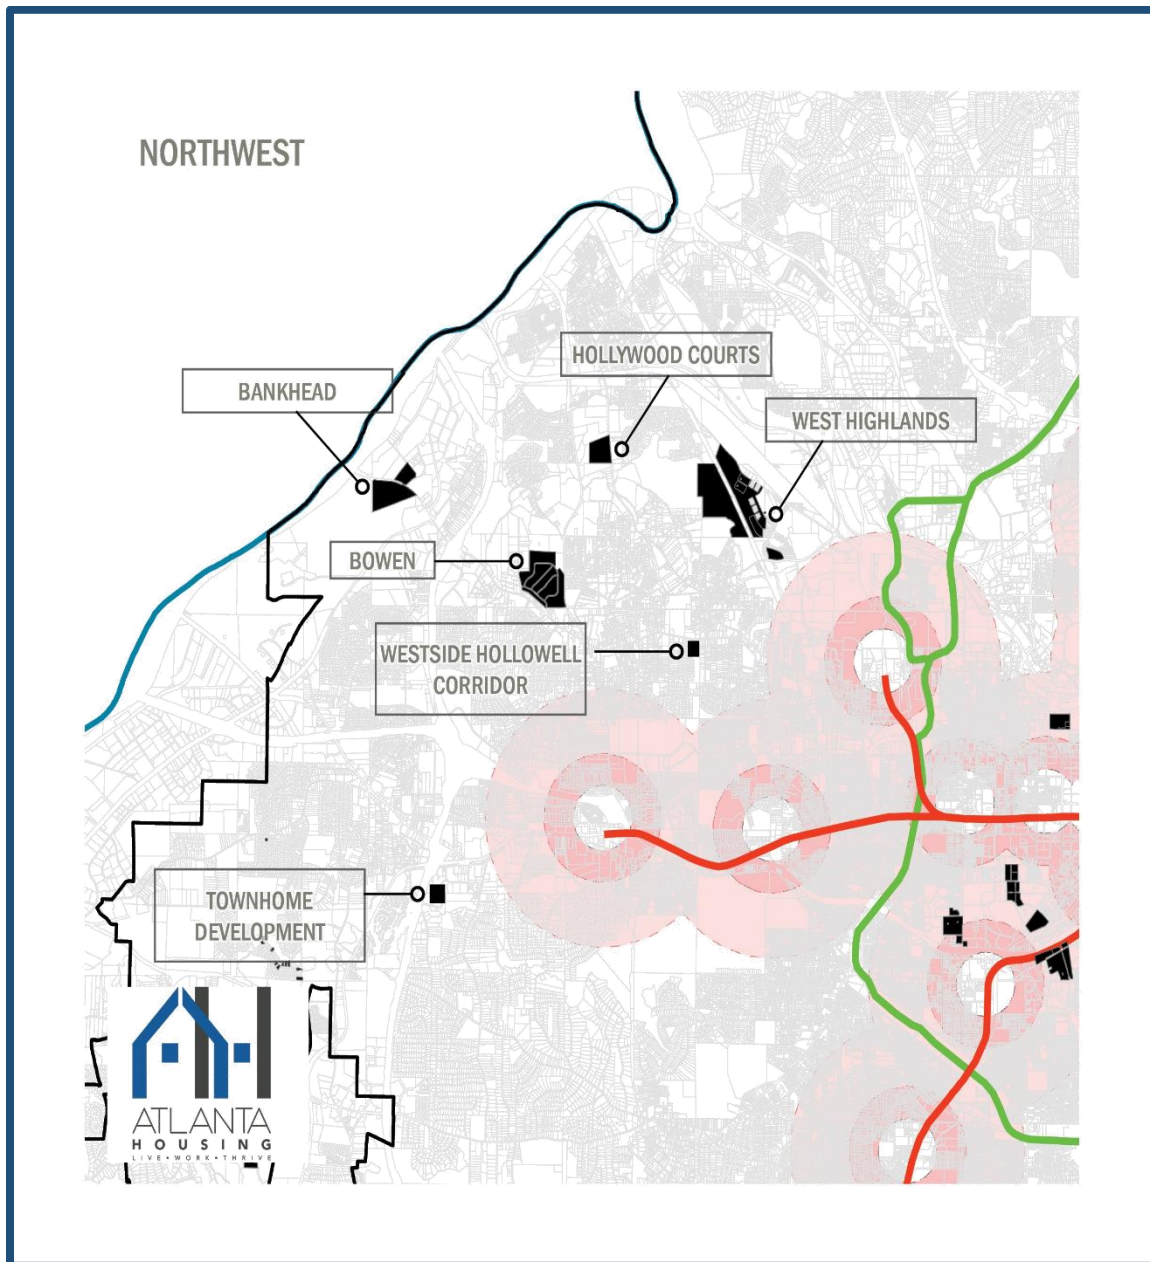 NORTHWEST
HOLLYWOOD COURTS
BANKHEAD
WEST HIGHLANDS
BOWEN
WESTSIDE HOLLOWELL
CORRIDOR
TOWNHOME
DEVELOPMENT
ATLANTA
HOUSING
LIVE•WORK•THRIVE